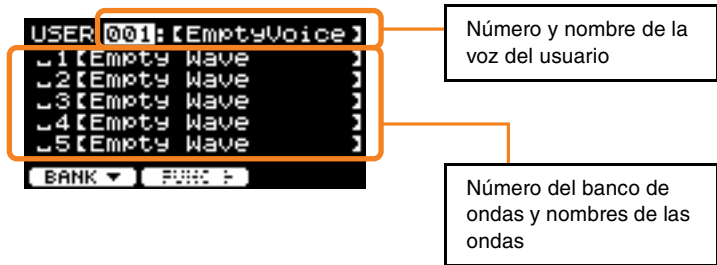 USER 001:[EmptyVoice]
1[Empty Wave ]
2[Empty Wave ]
3[Empty Wave ]
4[Empty Wave ]
5[Empty Wave ]
BANK ▼ FUNC
Número y nombre de la
voz del usuario
Número del banco de
ondas y nombres de las
ondas